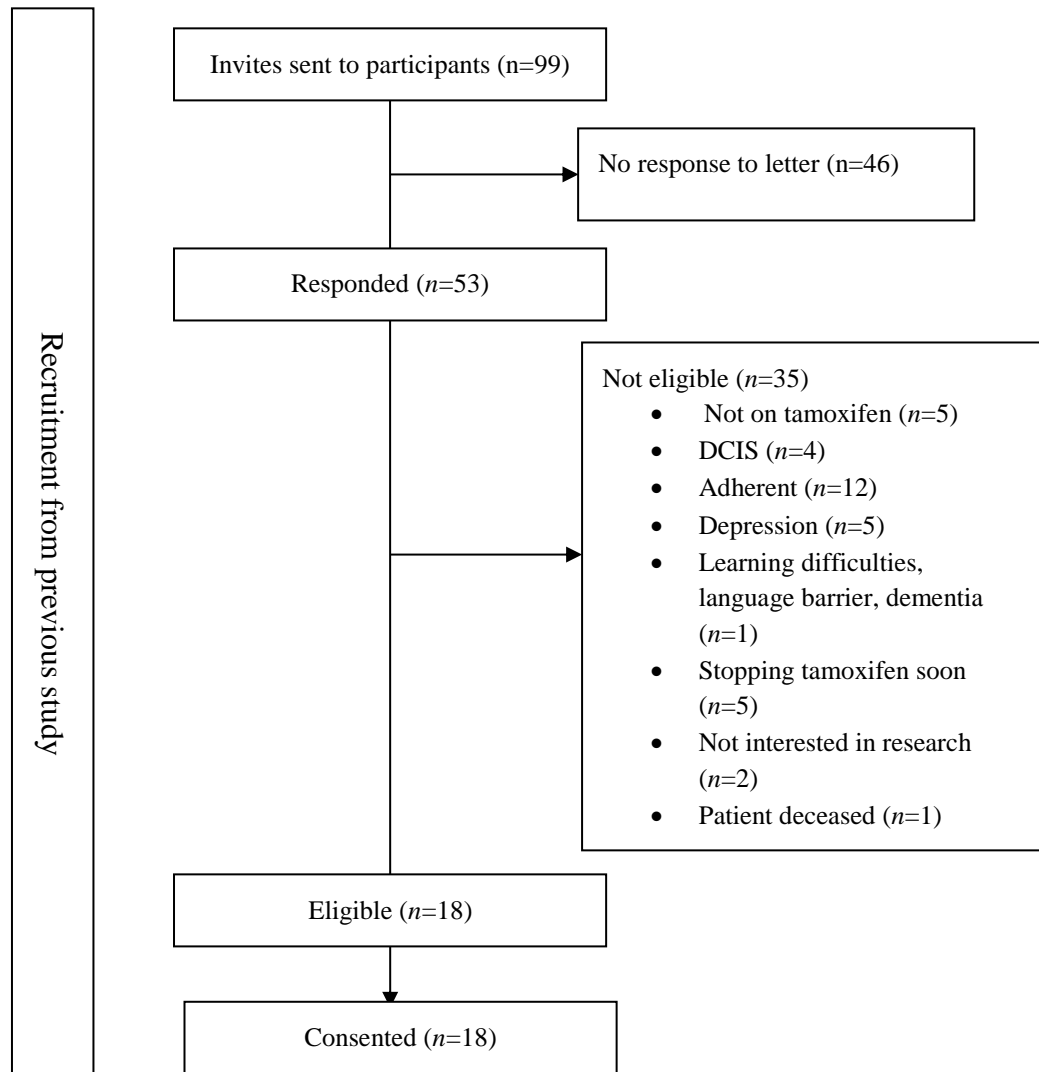 Invites sent to participants (n=99)
No response to letter (n=46)
Responded (n=53)
Recruitment from previous study
Not eligible (n=35)
• Not on tamoxifen (n=5)
• DCIS (n=4)
• Adherent (n=12)
• Depression (n=5)
• Learning difficulties,
language barrier, dementia
(n=1)
• Stopping tamoxifen soon
(n=5)
• Not interested in research
(n=2)
• Patient deceased (n=1)
Eligible (n=18)
Consented (n=18)